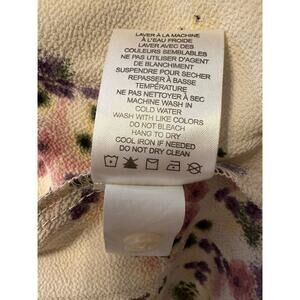 LAVER À LA MACHINE
À L'EAU FROIDE
LAVER AVEC DES
COULEURS SEMBLABLES
NE PAS UTILISER D'AGENT
DE BLANCHIMENT
SUSPENDRE POUR SECHER
REPASSER À BASSE
TEMPÉRATURE
NE PAS NETTOYER À SEC
MACHINE WASH IN
COLD WATER
WASH WITH LIKE COLORS
DO NOT BLEACH
HANG TO DRY
COOL IRON IF NEEDED
DO NOT DRY CLEAN